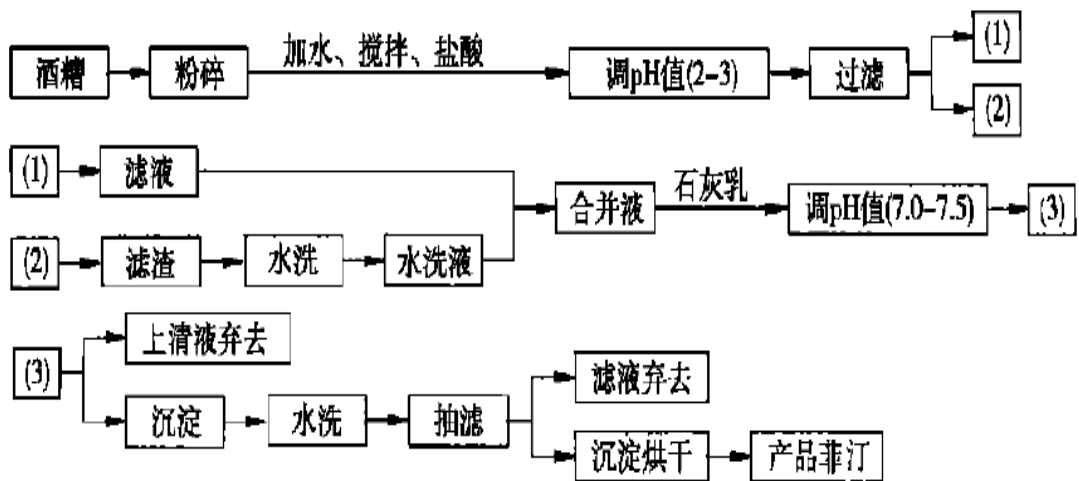 加水、搅拌、盐酸
(1)
酒糟 粉碎 调pH值(2-3) 过滤
(2)
(1) 滤液
合并液 石灰乳 调pH值(7.0-7.5) (3)
(2) 滤渣 水洗 水洗液
上清液弃去
(3)
滤液弃去
沉淀 水洗 抽滤
沉淀烘干 产品菲汀